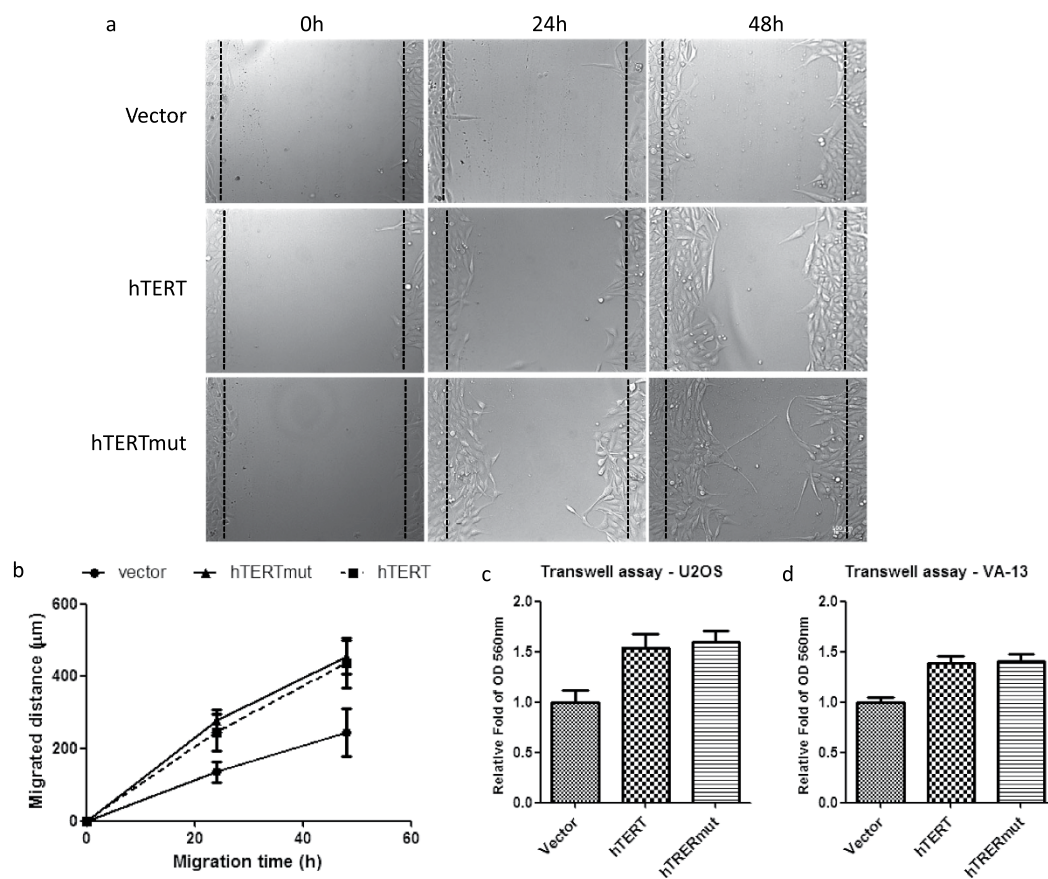 a
0h 24h 48h
Vector
hTERT
hTERTmut
b
vector hTERTmut hTERT
Migrated distance (μm)
600
400
200
0
0 20 40 60
Migration time (h)
c
Transwell assay - U2OS
Relative Fold of OD 560nm
2.0
1.5
1.0
0.5
0.0
Vector hTERT hTRERmut
d
Transwell assay - VA-13
Relative Fold of OD 560nm
2.0
1.5
1.0
0.5
0.0
Vector hTERT hTRERmut